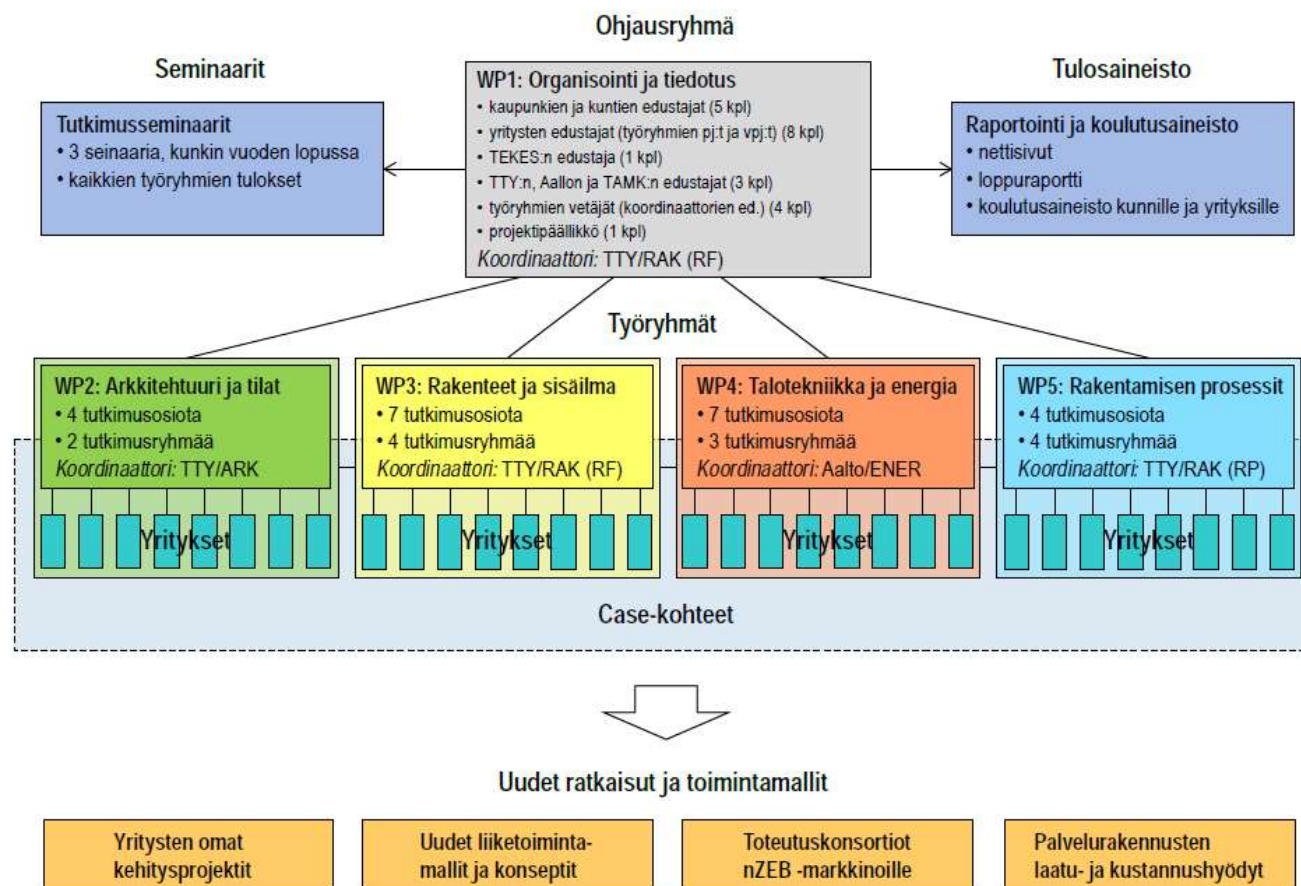 Ohjausryhmä
Seminaarit
Tutkimusseminaarit
• 3 seinaaria, kunkin vuoden lopussa
• kaikkien työryhmien tulokset
WP1: Organisointi ja tiedotus
• kaupunkien ja kuntien edustajat (5 kpl)
• yritysten edustajat (työryhmien pj:t ja vpj:t) (8 kpl)
• TEKES:n edustaja (1 kpl)
• TTY:n, Aallon ja TAMK:n edustajat (3 kpl)
• työryhmien vetäjät (koordinaattorien ed.) (4 kpl)
• projektipäällikkö (1 kpl)
Koordinaattori: TTY/RAK (RF)
Tulosaineisto
Raportointi ja koulutusaineisto
• nettisivut
• loppuraportti
• koulutusaineisto kunnille ja yrityksille
Työryhmät
WP2: Arkkitehtuuri ja tilat
• 4 tutkimusosiota
• 2 tutkimusryhmää
Koordinaattori: TTY/ARK
Yritykset
WP3: Rakenteet ja sisäilma
• 7 tutkimusosiota
• 4 tutkimusryhmää
Koordinaattori: TTY/RAK (RF)
Yritykset
WP4: Talotekniikka ja energia
• 7 tutkimusosiota
• 3 tutkimusryhmää
Koordinaattori: Aalto/ENER
Yritykset
WP5: Rakentamisen prosessit
• 4 tutkimusosiota
• 4 tutkimusryhmää
Koordinaattori: TTY/RAK (RP)
Yritykset
Case-kohteet
Uudet ratkaisut ja toimintamallit
Yritysten omat
kehitysprojektit
Uudet liiketoiminta-
mallit ja konseptit
Toteutuskonsortiot
nZEB -markkinoille
Palvelurakennusten
laatu- ja kustannushyödyt